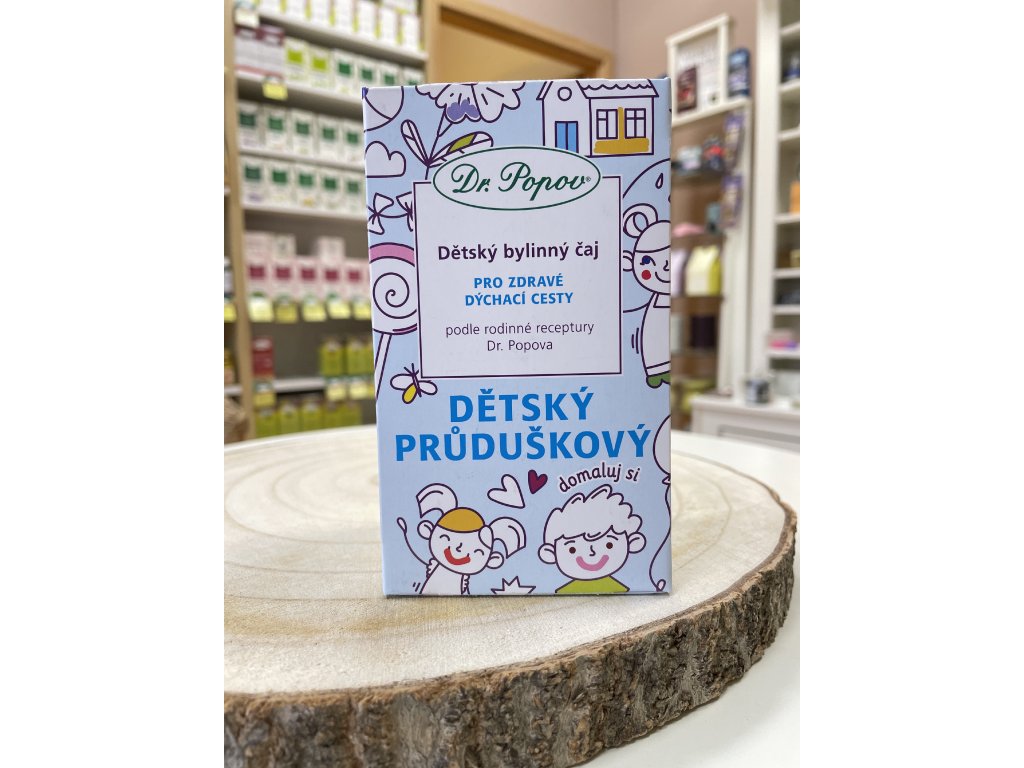 Dr. Popov®
Dětský bylinný čaj
PRO ZDRAVÉ
DÝCHACÍ CESTY
podle rodinné receptury
Dr. Popova
DĚTSKÝ
PRŮDUŠKOVÝ
domaluj si